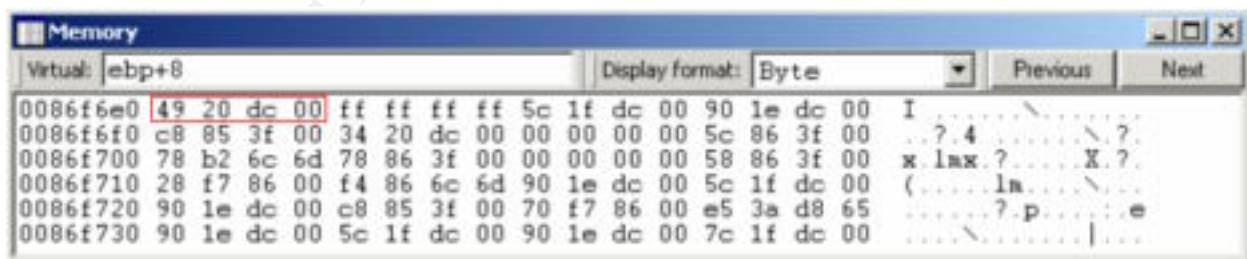 Memory
Virtual: ebp+8 Display format: Byte Previous Next
0086f6e0 49 20 dc 00 ff ff ff ff 5c 1f dc 00 90 1e dc 00 I .......\.......
0086f6f0 c8 85 3f 00 34 20 dc 00 00 00 00 00 5c 86 3f 00 ..?.4 ......\.?.
0086f700 78 b2 6c 6d 78 86 3f 00 00 00 00 00 58 86 3f 00 x.lmx.?.....X.?.
0086f710 28 f7 86 00 f4 86 6c 6d 90 1e dc 00 5c 1f dc 00 (.....lm....\...
0086f720 90 1e dc 00 c8 85 3f 00 70 f7 86 00 e5 3a d8 65 ......?.p....:.e
0086f730 90 1e dc 00 5c 1f dc 00 90 1e dc 00 7c 1f dc 00 ....\.......|...